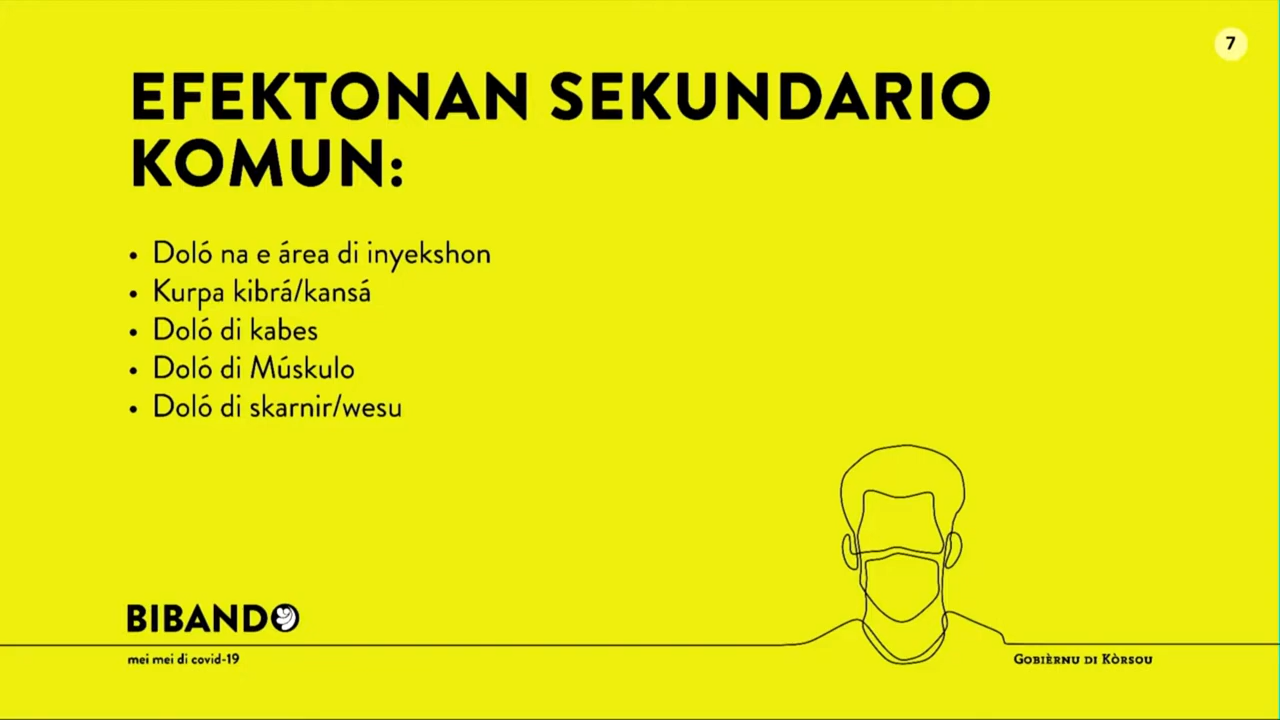 7
EFEKTONAN SEKUNDARIO
KOMUN:
• Doló na e área di inyekshon
• Kurpa kibrá/kansá
• Doló di kabes
• Doló di Múskulo
• Doló di skarnir/wesu
BIBANDO
mei mei di covid-19
Gobièrnu di Kòrsou